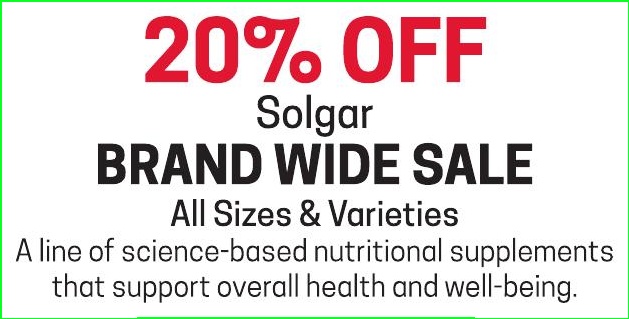 20% OFF
Solgar
BRAND WIDE SALE
All Sizes & Varieties
A line of science-based nutritional supplements
that support overall health and well-being.